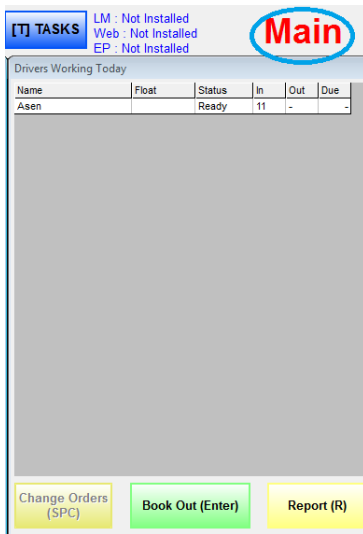 [T] TASKS
LM : Not Installed
Web : Not Installed
EP : Not Installed
Main
Drivers Working Today
Name Float Status In Out Due
Asen Ready 11 - -
Change Orders
(SPC)
Book Out (Enter)
Report (R)